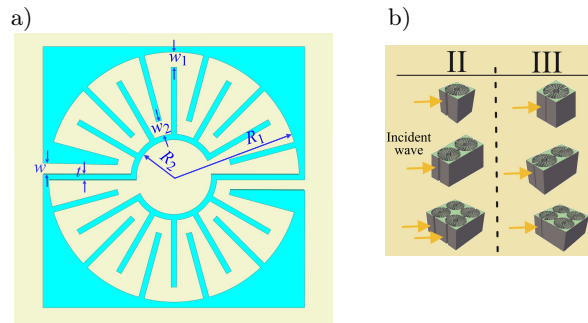 a)
w₁
w₂
R₁
R₂
w
t
b)
II III
Incident
wave